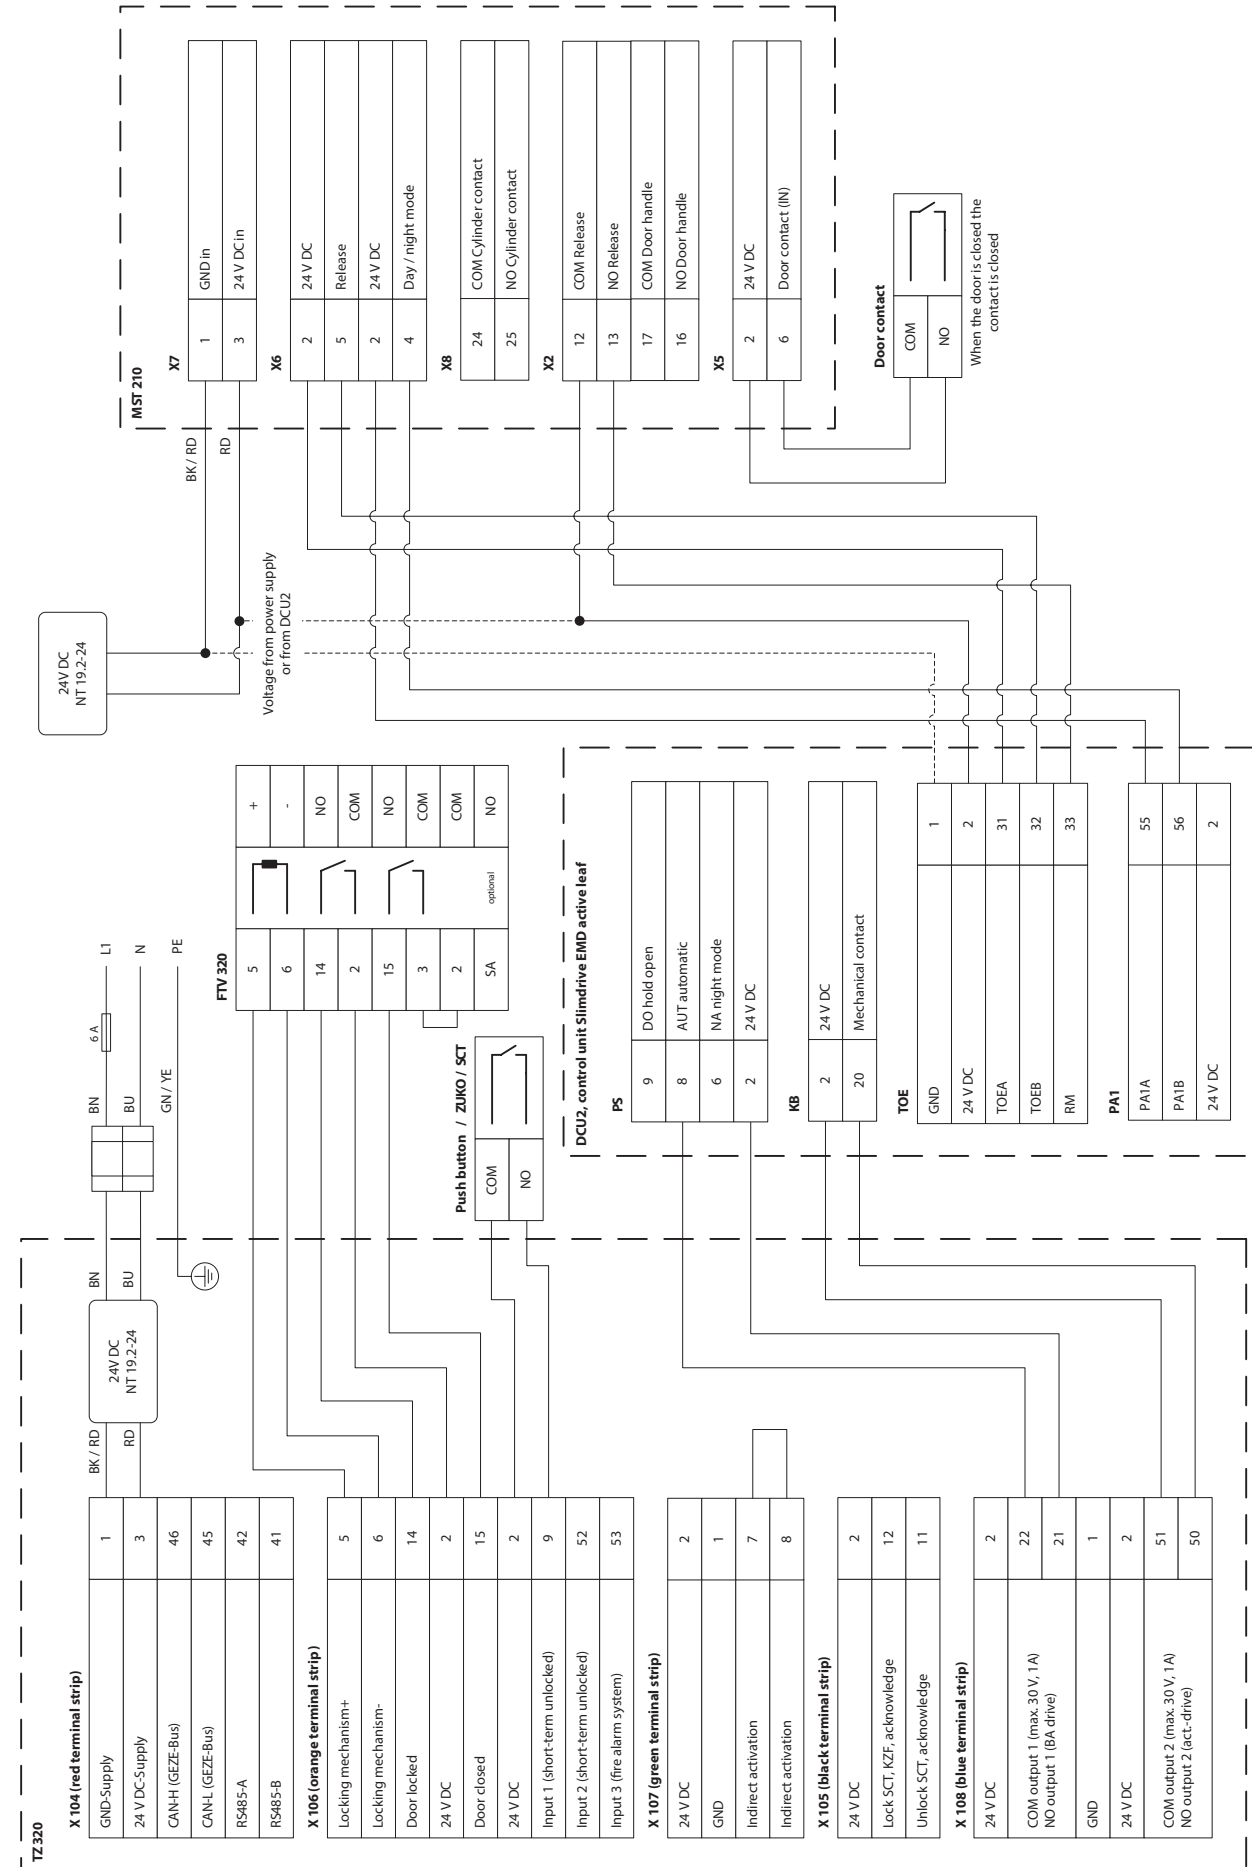 TZ 320
X 104 (red terminal strip)
GND-Supply 1
24 V DC-Supply 3
CAN-H (GEZE-Bus) 46
CAN-L (GEZE-Bus) 45
RS485-A 42
RS485-B 41
X 106 (orange terminal strip)
Locking mechanism+ 5
Locking mechanism- 6
Door locked 14
24 V DC 2
Door closed 15
24 V DC 2
Input 1 (short-term unlocked) 9
Input 2 (short-term unlocked) 52
Input 3 (fire alarm system) 53
X 107 (green terminal strip)
24 V DC 2
GND 1
Indirect activation 7
Indirect activation 8
X 105 (black terminal strip)
24 V DC 2
Lock SCT, KZF, acknowledge 12
Unlock SCT, acknowledge 11
X 108 (blue terminal strip)
24 V DC 2
COM output 1 (max. 30 V, 1 A) 22
NO output 1 (BA drive) 21
GND 1
24 V DC 2
COM output 2 (max. 30 V, 1A) 51
NO output 2 (act.-drive) 50
BK / RD
RD
24V DC
NT 19.2-24
BN
BU
BN
BU
GN / YE
6 A
L1
N
PE
FTV 320
5 +
6 -
14 NO
2 COM
15 NO
3 COM
2 COM
SA optional NO
Push button / ZUKO / SCT
COM
NO
DCU2, control unit Slimdrive EMD active leaf
PS
9 DO hold open
8 AUT automatic
6 NA night mode
2 24 V DC
KB
2 24 V DC
20 Mechanical contact
TOE
GND 1
24 V DC 2
TOEA 31
TOEB 32
RM 33
PA1
PA1A 55
PA1B 56
24 V DC 2
24V DC
NT 19.2-24
Voltage from power supply
or from DCU2
BK / RD
RD
MST 210
X7
1 GND in
3 24 V DC in
X6
2 24 V DC
5 Release
2 24 V DC
4 Day / night mode
X8
24 COM Cylinder contact
25 NO Cylinder contact
X2
12 COM Release
13 NO Release
17 COM Door handle
16 NO Door handle
X5
2 24 V DC
6 Door contact (IN)
Door contact
COM
NO
When the door is closed the
contact is closed